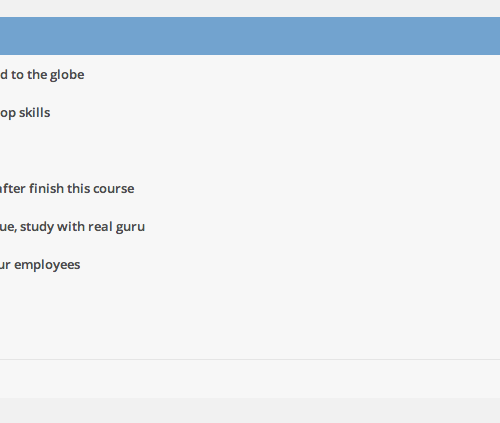 d to the globe
op skills
after finish this course
ue, study with real guru
ur employees